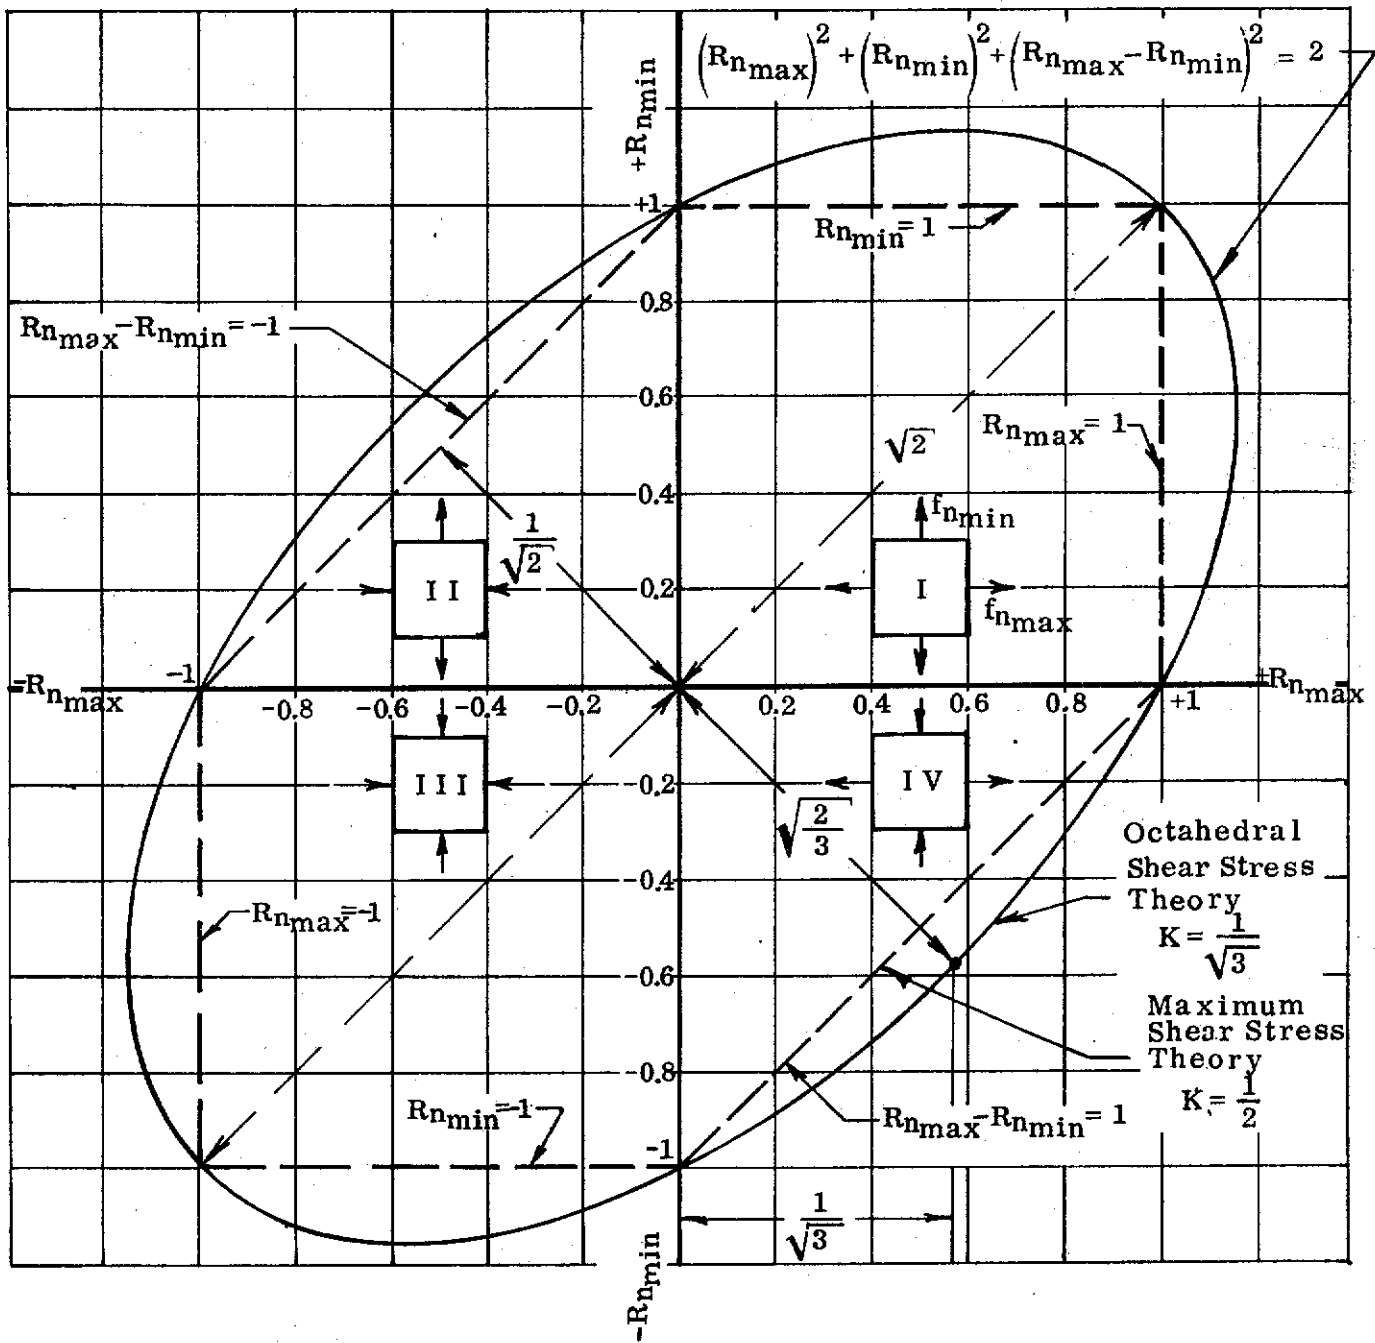 (Rnmax)² + (Rnmin)² + (Rnmax-Rnmin)² = 2
+Rnmin
+1
Rnmin=1
0.8
Rnmax-Rnmin=-1
0.6
Rnmax=1
√2
0.4
fnmin
1/√2
II
0.2
I
fnmax
-1
-Rnmax
-0.8 -0.6 -0.4 -0.2 0.2 0.4 0.6 0.8 +1
+Rnmax
III
-0.2
IV
√2/3
Octahedral
Shear Stress
Theory
K = 1/√3
-0.4
Rnmax=-1
-0.6
Maximum
Shear Stress
Theory
K = 1/2
-0.8
Rnmin=-1
Rnmax-Rnmin=1
-1
1/√3
-Rnmin